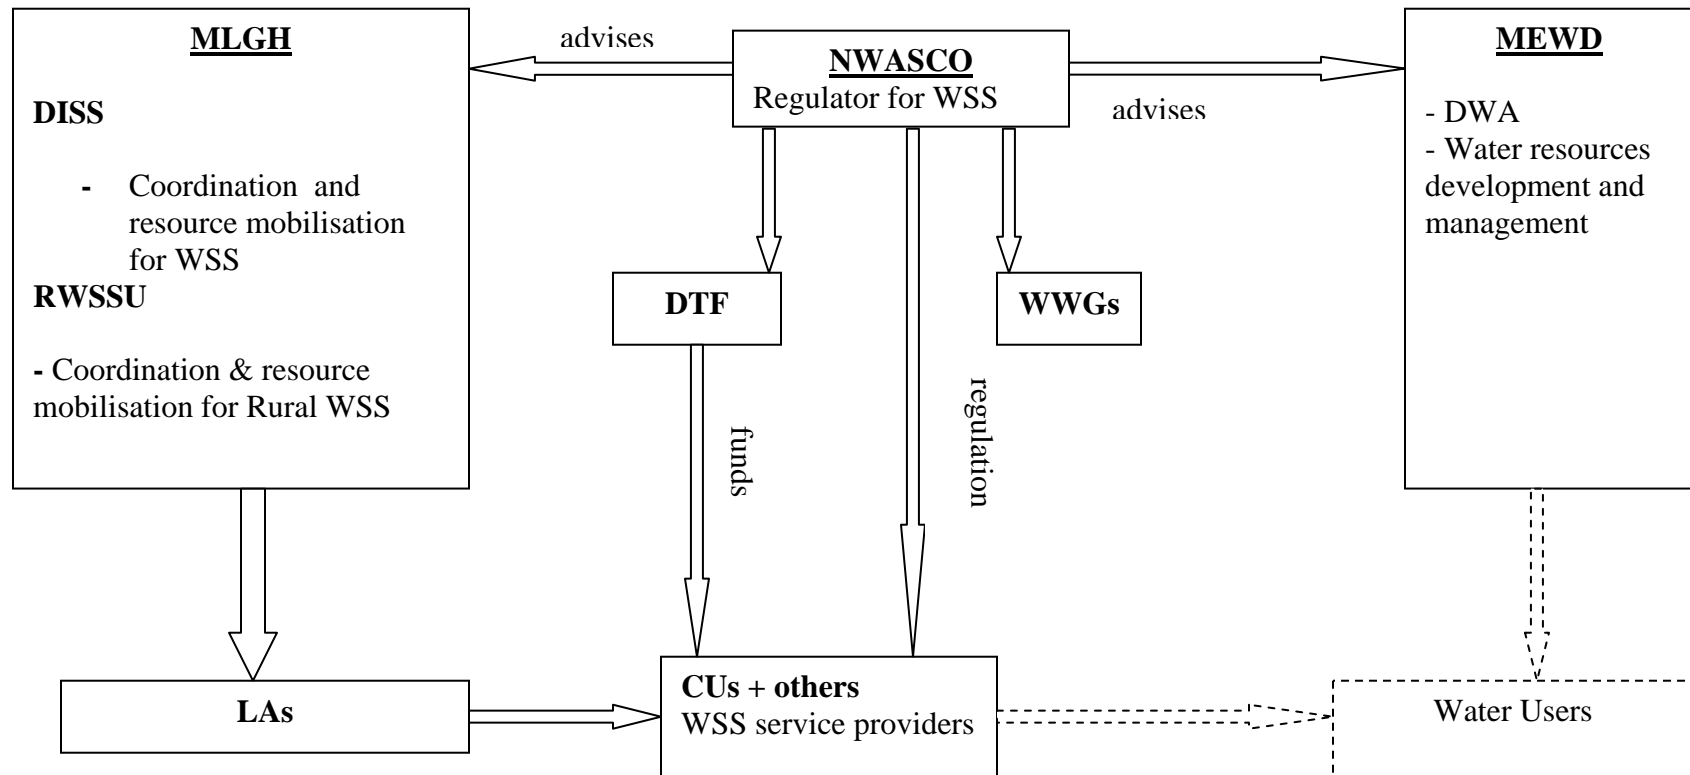 MLGH
DISS
- Coordination and
resource mobilisation
for WSS
RWSSU
- Coordination & resource
mobilisation for Rural WSS
advises
NWASCO
Regulator for WSS
advises
MEWD
- DWA
- Water resources
development and
management
DTF
WWGs
funds
regulation
LAs
CUs + others
WSS service providers
Water Users